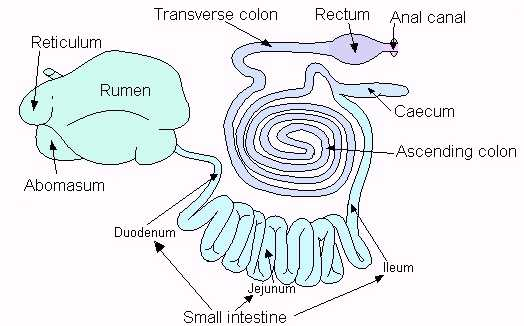 Transverse colon
Rectum
Anal canal
Reticulum
Rumen
Caecum
Ascending colon
Abomasum
Duodenum
Ileum
Jejunum
Small intestine